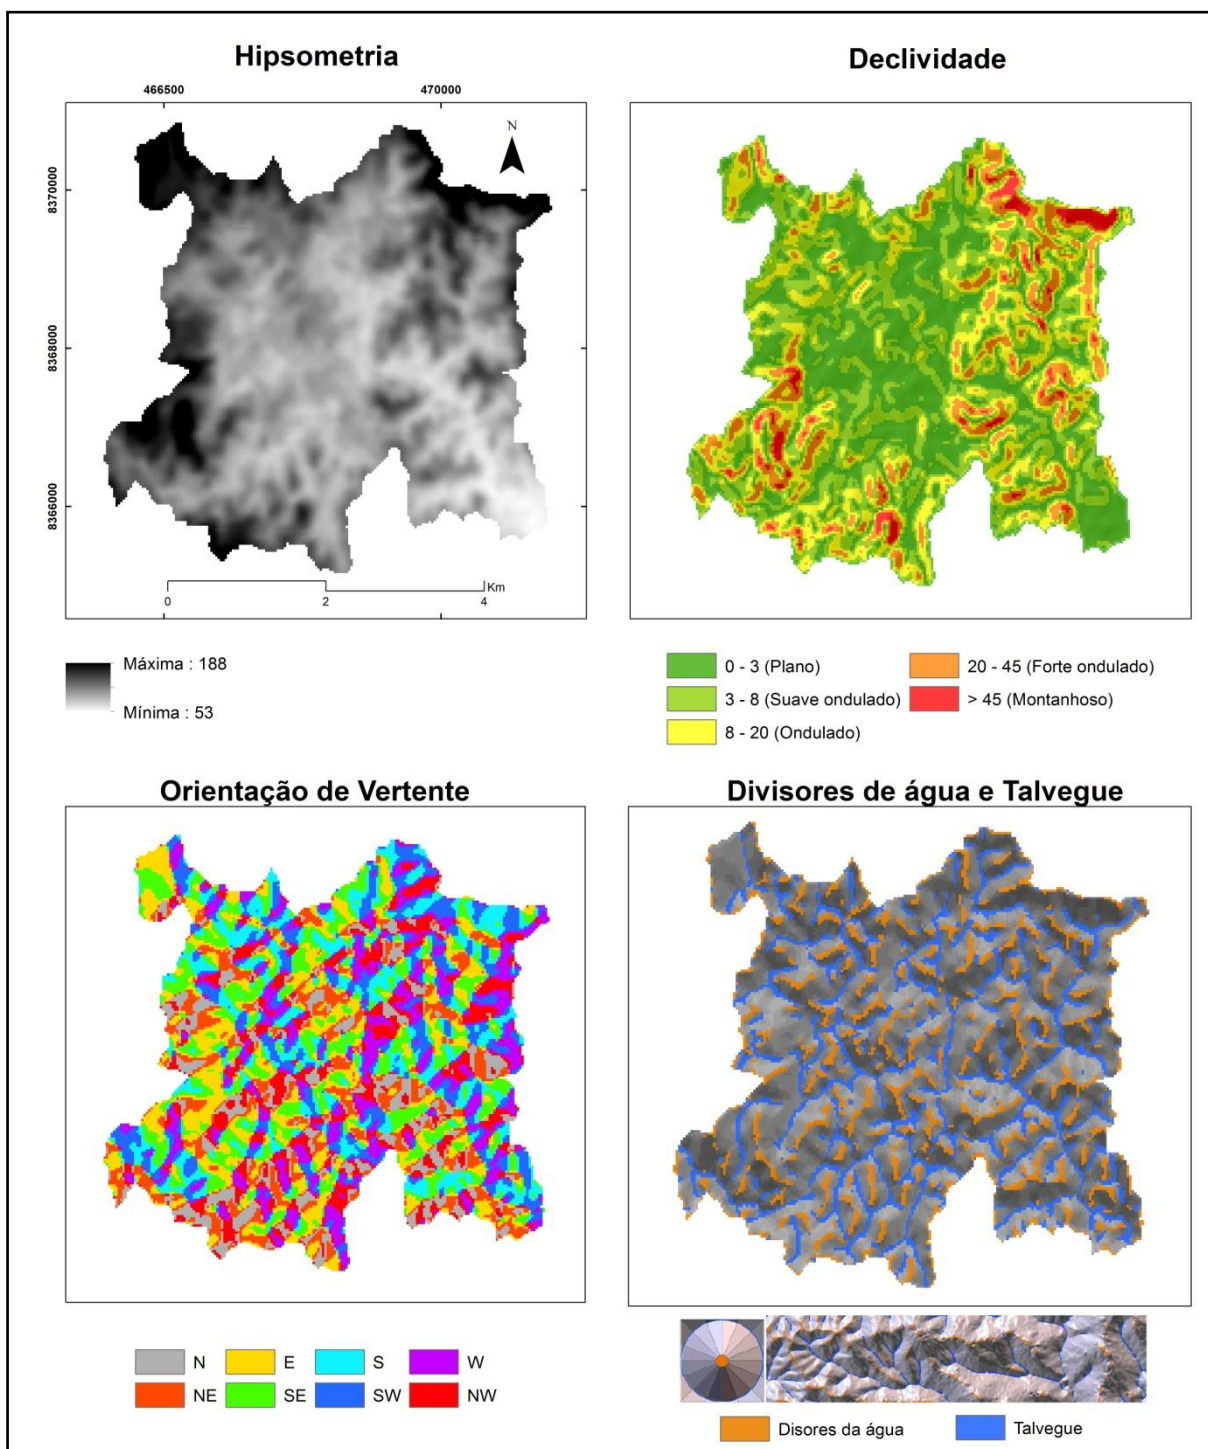 Hipsometria
Declividade
466500
470000
N
8370000
8368000
8366000
Km
0
2
4
Máxima : 188
Mínima : 53
0 - 3 (Plano)
20 - 45 (Forte ondulado)
3 - 8 (Suave ondulado)
> 45 (Montanhoso)
8 - 20 (Ondulado)
Orientação de Vertente
Divisores de água e Talvegue
N
E
S
W
NE
SE
SW
NW
Disores da água
Talvegue